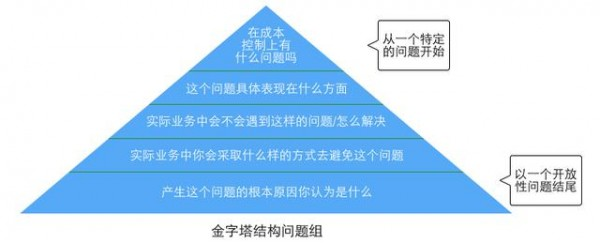 在成本
控制上有
什么问题吗
从一个特定
的问题开始
这个问题具体表现在什么方面
实际业务中会不会遇到这样的问题/怎么解决
实际业务中你会采取什么样的方式去避免这个问题
产生这个问题的根本原因你认为是什么
以一个开放
性问题结尾
金字塔结构问题组